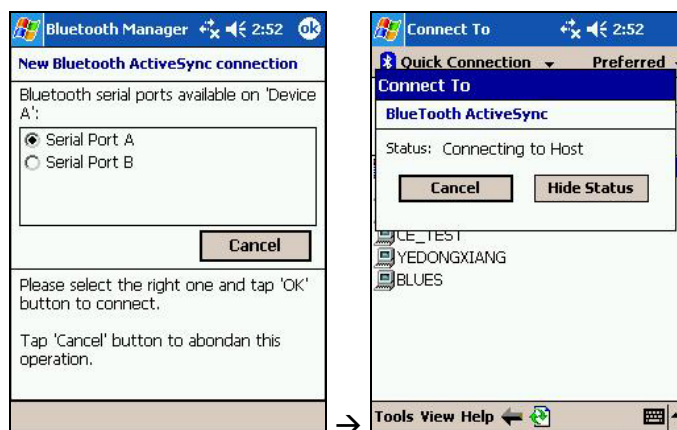 Bluetooth Manager 2:52 ok
New Bluetooth ActiveSync connection
Bluetooth serial ports available on 'Device
A':
Serial Port A
Serial Port B
Cancel
Please select the right one and tap 'OK'
button to connect.
Tap 'Cancel' button to abondan this
operation.
→
Connect To 2:52
Quick Connection Preferred
Connect To
BlueTooth ActiveSync
Status: Connecting to Host
Cancel Hide Status
CE_TEST
YEDONGXIANG
BLUES
Tools View Help